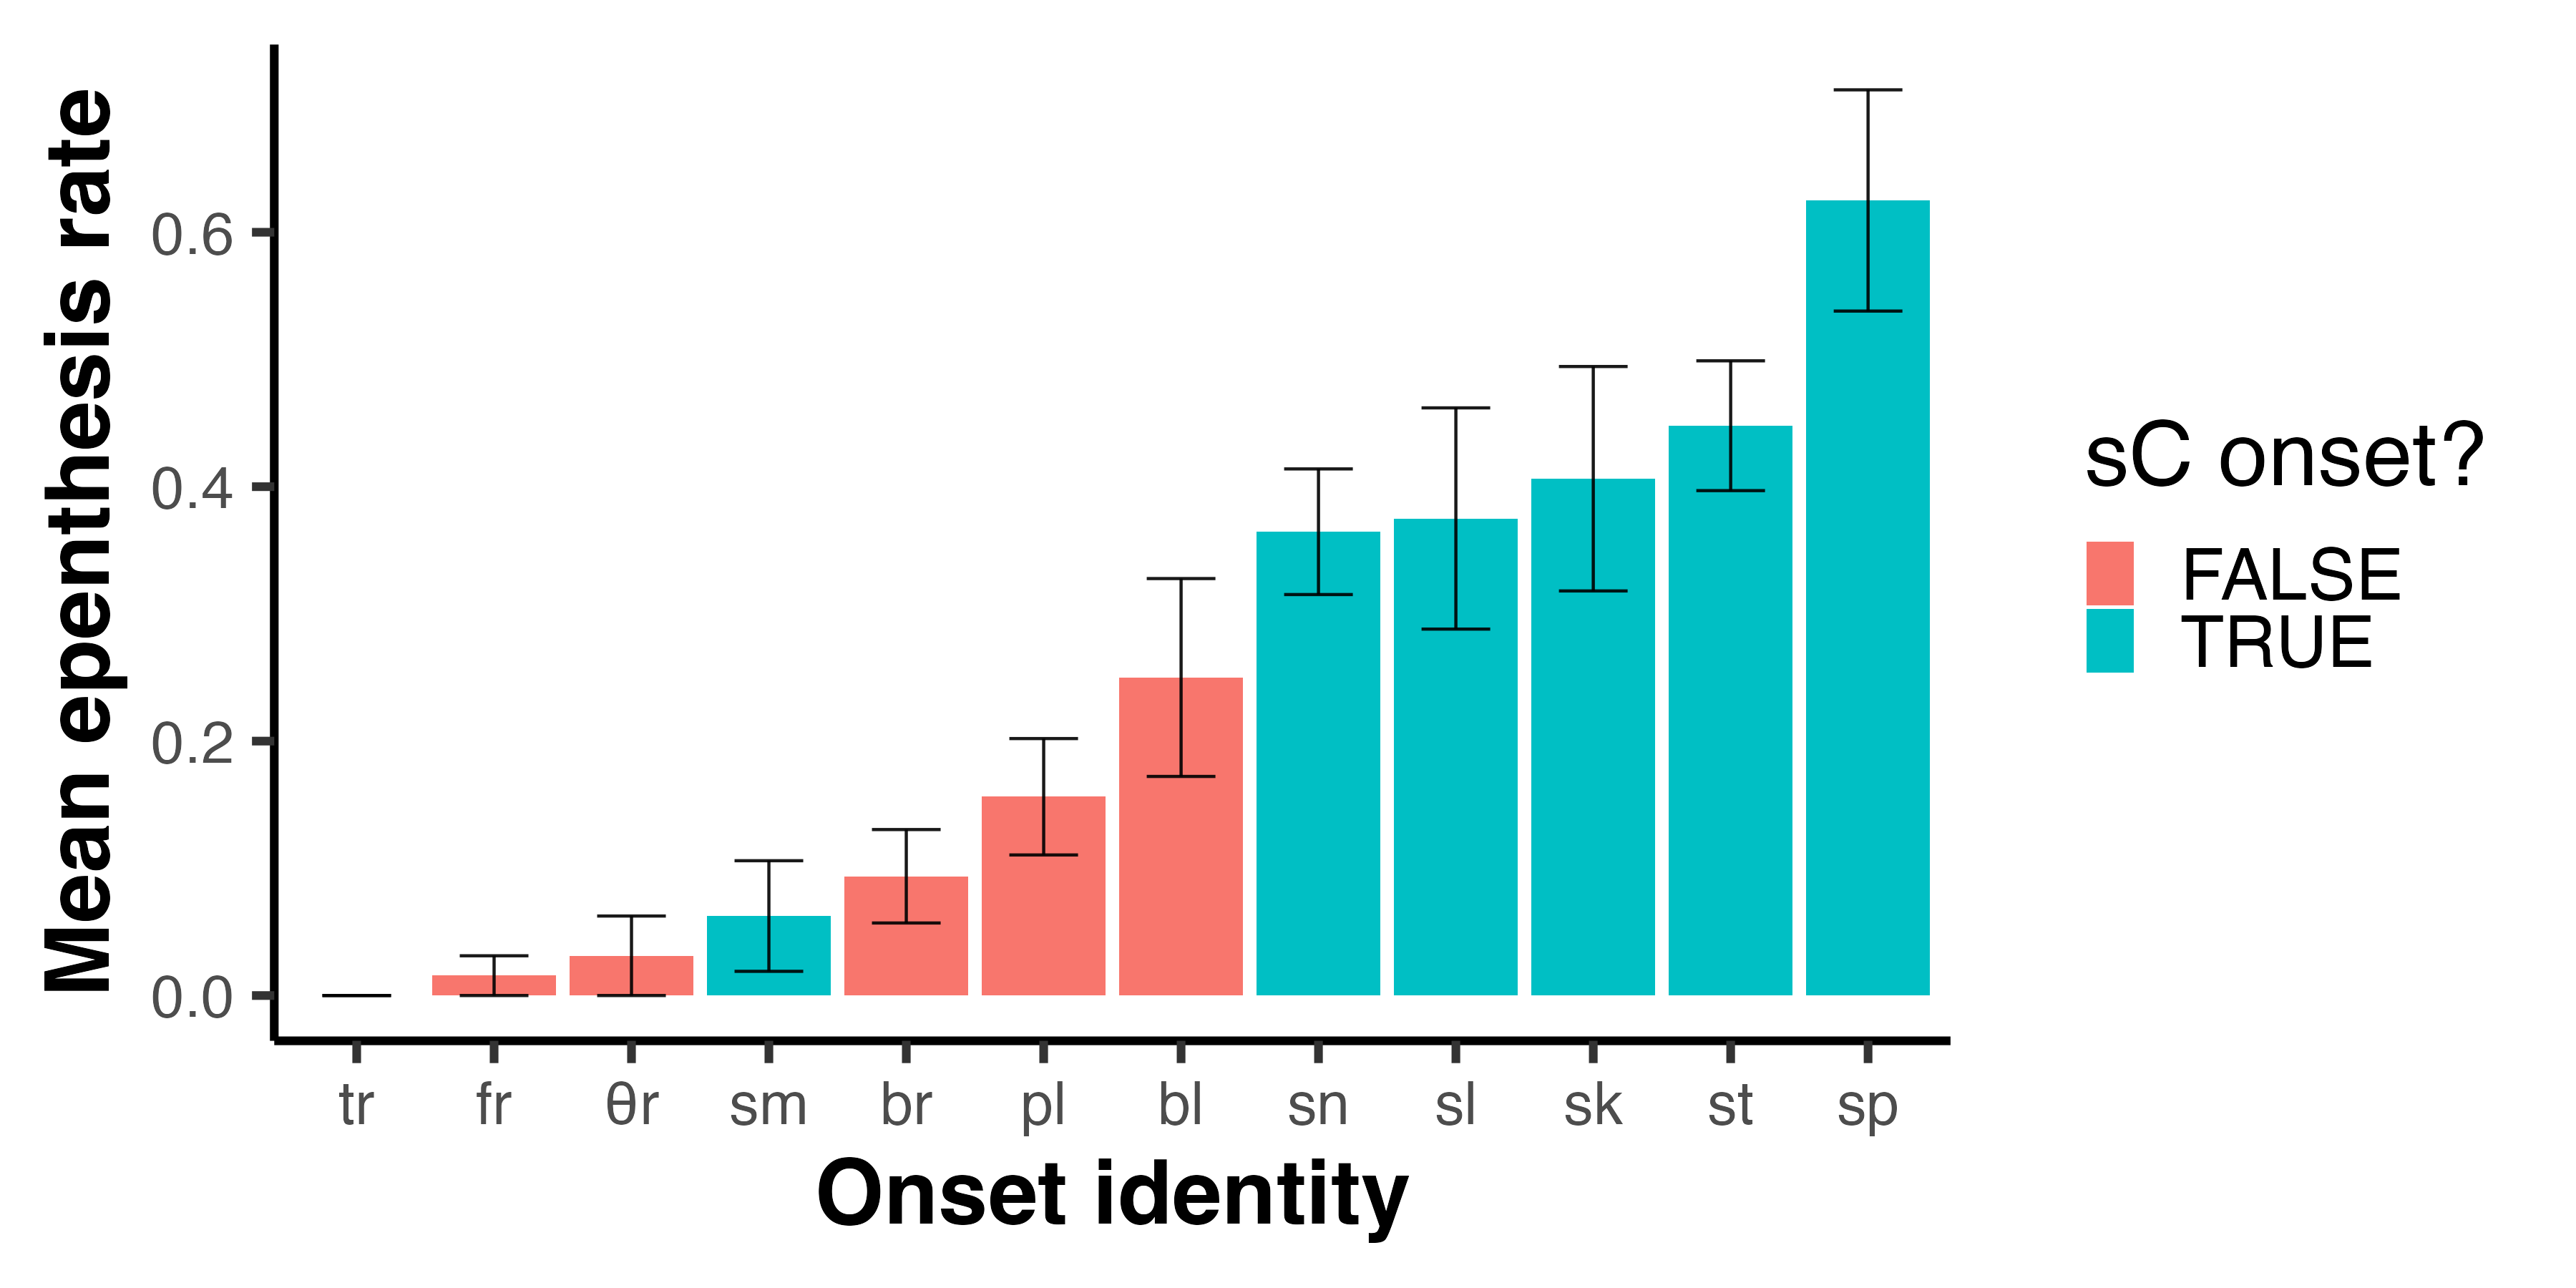 Mean epenthesis rate
0.6
0.4
0.2
0.0
tr fr θr sm br pl bl sn sl sk st sp
Onset identity
sC onset?
FALSE
TRUE